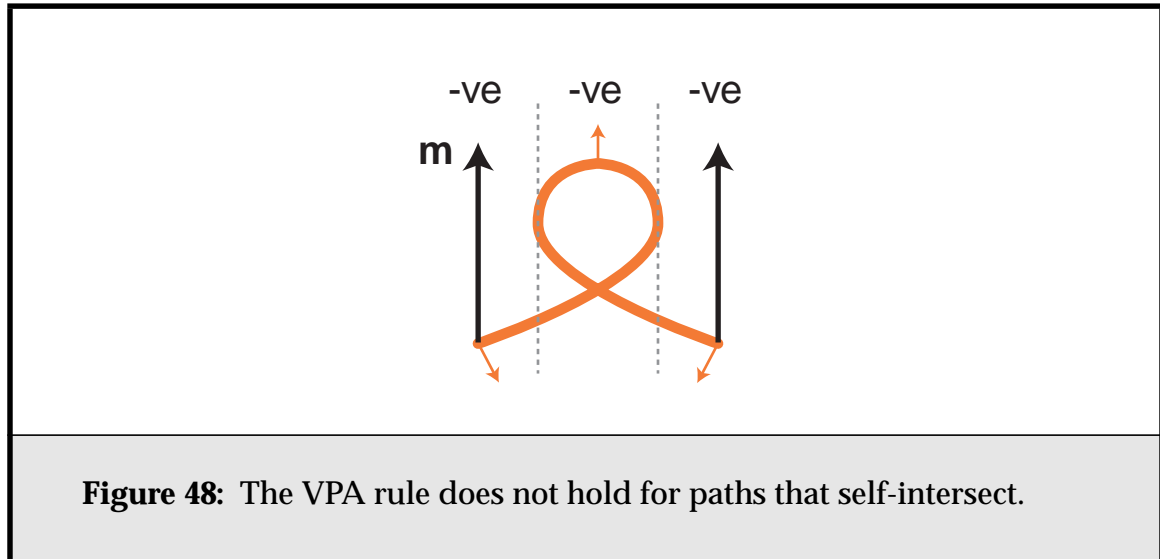 -ve -ve -ve
m
Figure 48: The VPA rule does not hold for paths that self-intersect.